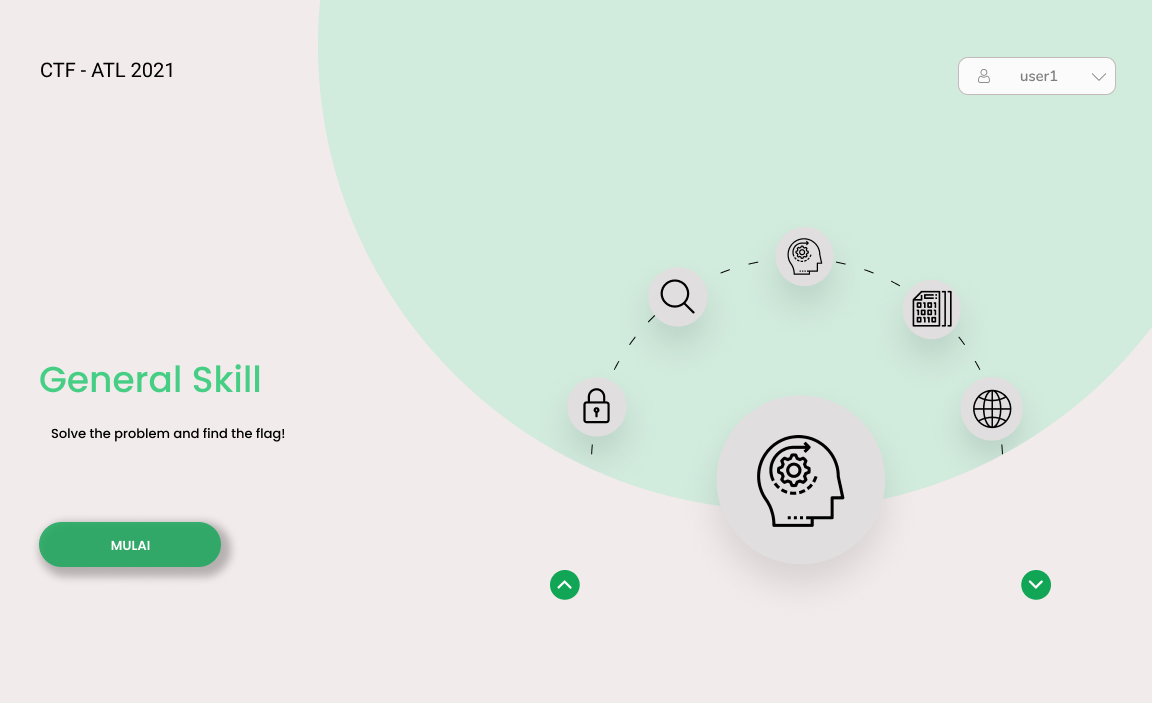 CTF - ATL 2021
user1
General Skill
Solve the problem and find the flag!
MULAI